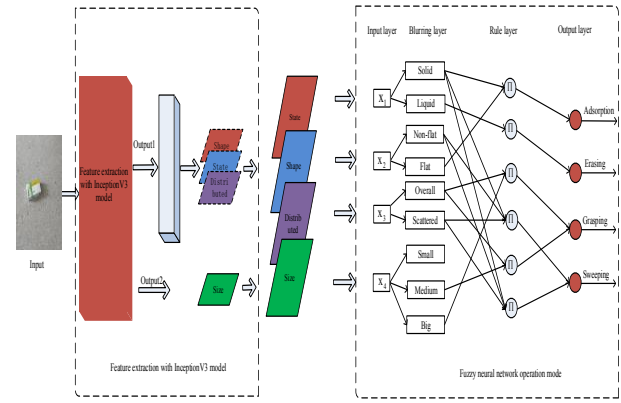 Input
Feature extraction
with InceptionV3
model
Output1
Output2
Shape
State
Distri
buted
Size
Feature extraction with InceptionV3 model
State
Shape
Distrib
uted
Size
Input layer
Blurring layer
Rule layer
Output layer
X1
X2
X3
X4
Solid
Liquid
Non-flat
Flat
Overall
Scattered
Small
Medium
Big
Π
Π
Π
Π
Π
Π
Adsorption
Erasing
Grasping
Sweeping
Fuzzy neural network operation mode